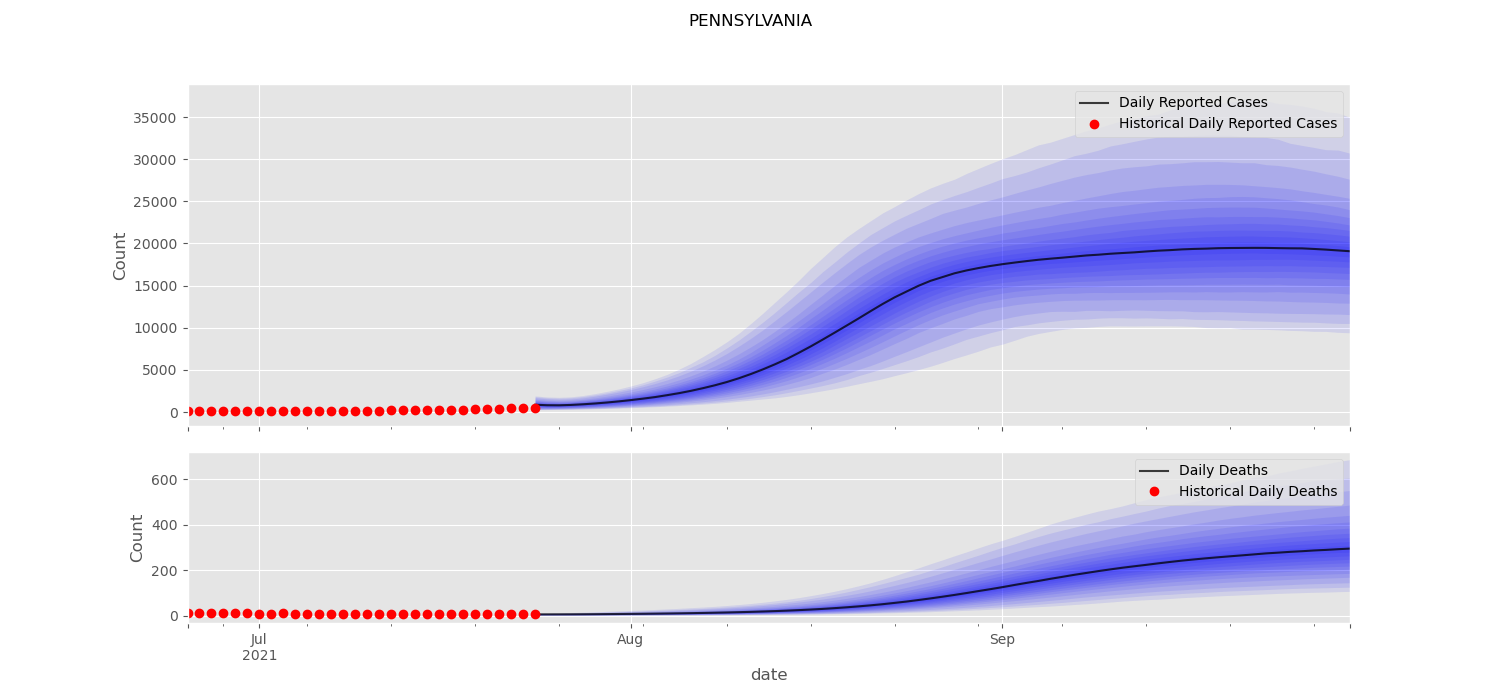 PENNSYLVANIA
Daily Reported Cases
Historical Daily Reported Cases
35000
30000
25000
20000
15000
10000
5000
0
Count
Daily Deaths
Historical Daily Deaths
600
400
200
0
Count
Jul
2021
Aug
Sep
date